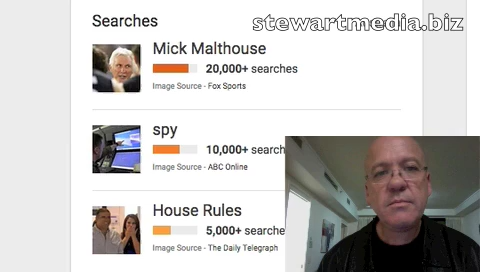 stewartmedia.biz
Searches
Mick Malthouse
20,000+ searches
Image Source - Fox Sports
spy
10,000+ search
Image Source - ABC Online
House Rules
5,000+ searche
Image Source - The Daily Telegraph